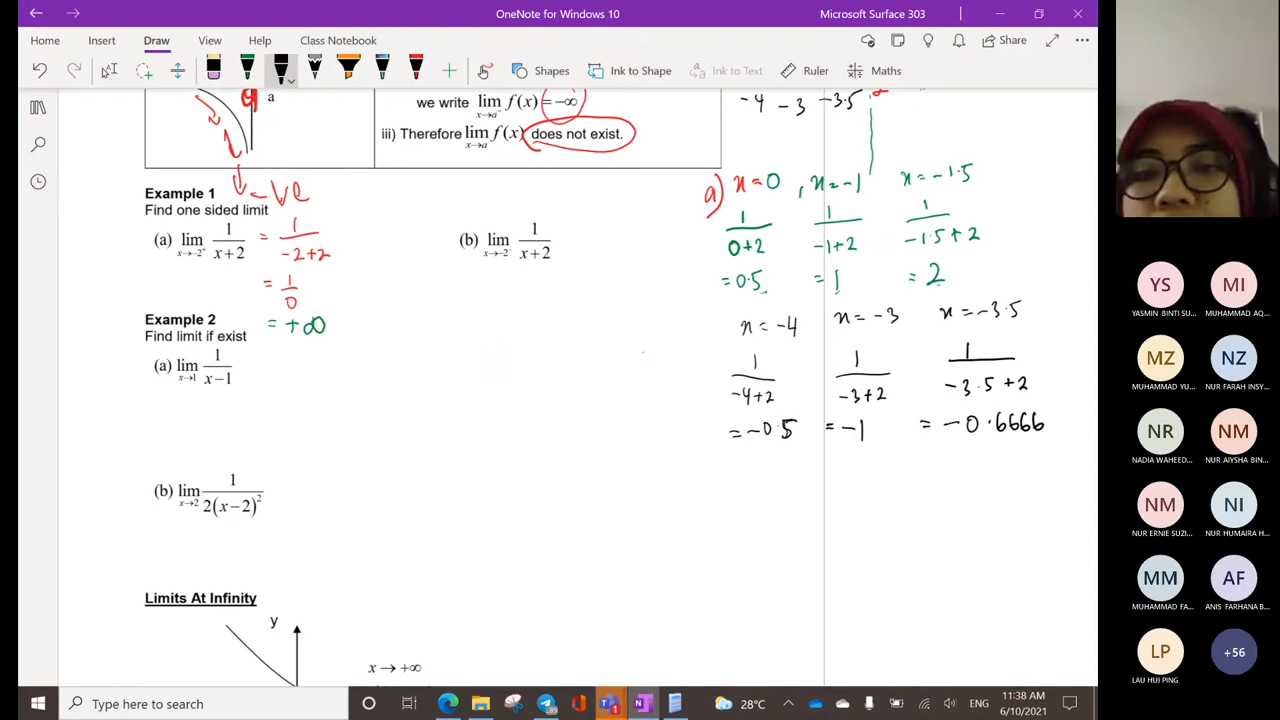 OneNote for Windows 10
Microsoft Surface 303
Home Insert Draw View Help Class Notebook
Share
Shapes Ink to Shape Ink to Text Ruler Maths
a
we write lim x→a⁻ f(x) = −∞
iii) Therefore lim x→a f(x) does not exist.
-4 -3 -3.5
-ve
Example 1
Find one sided limit
(a) lim x→−2⁺ 1/(x+2) = 1/(-2+2)
= 1/0
= +∞
(b) lim x→−2⁻ 1/(x+2)
a) x=0 , x=-1 x=-1.5
1/(0+2) 1/(-1+2) 1/(-1.5+2)
=0.5 =1 =2
x=-4 x=-3 x=-3.5
1/(-4+2) 1/(-3+2) 1/(-3.5+2)
=-0.5 =-1 =-0.6666
Example 2
Find limit if exist
(a) lim x→1 1/(x−1)
(b) lim x→2 1/(2(x−2)²)
Limits At Infinity
y
x → +∞
YS
YASMIN BINTI SU...
MI
MUHAMMAD AQ...
MZ
MUHAMMAD YU...
NZ
NUR FARAH INSY...
NR
NADIA WAHEED...
NM
NUR AIYSHA BIN...
NM
NUR ERNIE SUZI...
NI
NUR HUMAIRA H...
MM
MUHAMMAD FA...
AF
ANIS FARHANA B...
LP
LAU HUI PING
+56
Type here to search
28°C
ENG
11:38 AM
6/10/2021